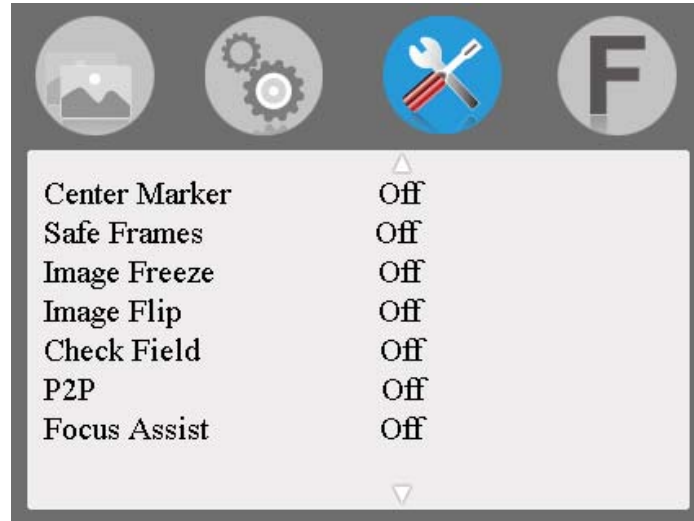 F
Center Marker Off
Safe Frames Off
Image Freeze Off
Image Flip Off
Check Field Off
P2P Off
Focus Assist Off